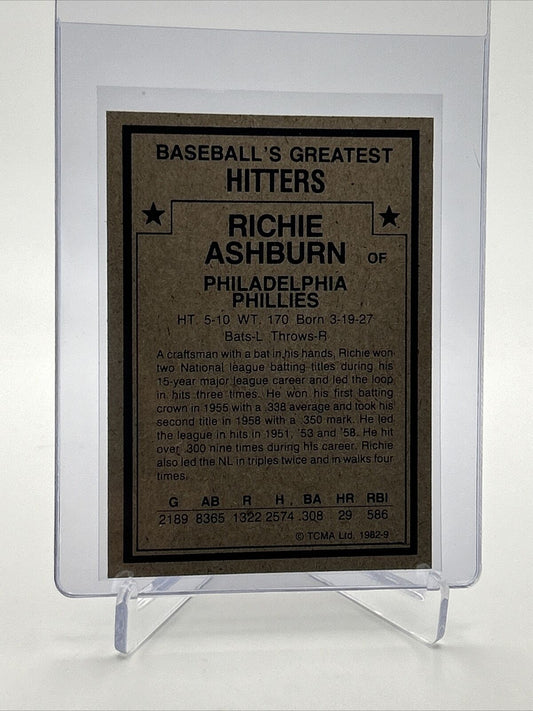 BASEBALL'S GREATEST
HITTERS
RICHIE
ASHBURN OF
PHILADELPHIA
PHILLIES
HT. 5-10 WT. 170 Born 3-19-27
Bats-L Throws-R
A craftsman with a bat in his hands, Richie won
two National league batting titles during his
15-year major league career and led the loop
in hits three times. He won his first batting
crown in 1955 with a .338 average and took his
second title in 1958 with a .350 mark. He led
the league in hits in 1951, '53 and '58. He hit
over .300 nine times during his career. Richie
also led the NL in triples twice and in walks four
times.
G AB R H BA HR RBI
2189 8365 1322 2574 .308 29 586
© TCMA Ltd. 1982-9